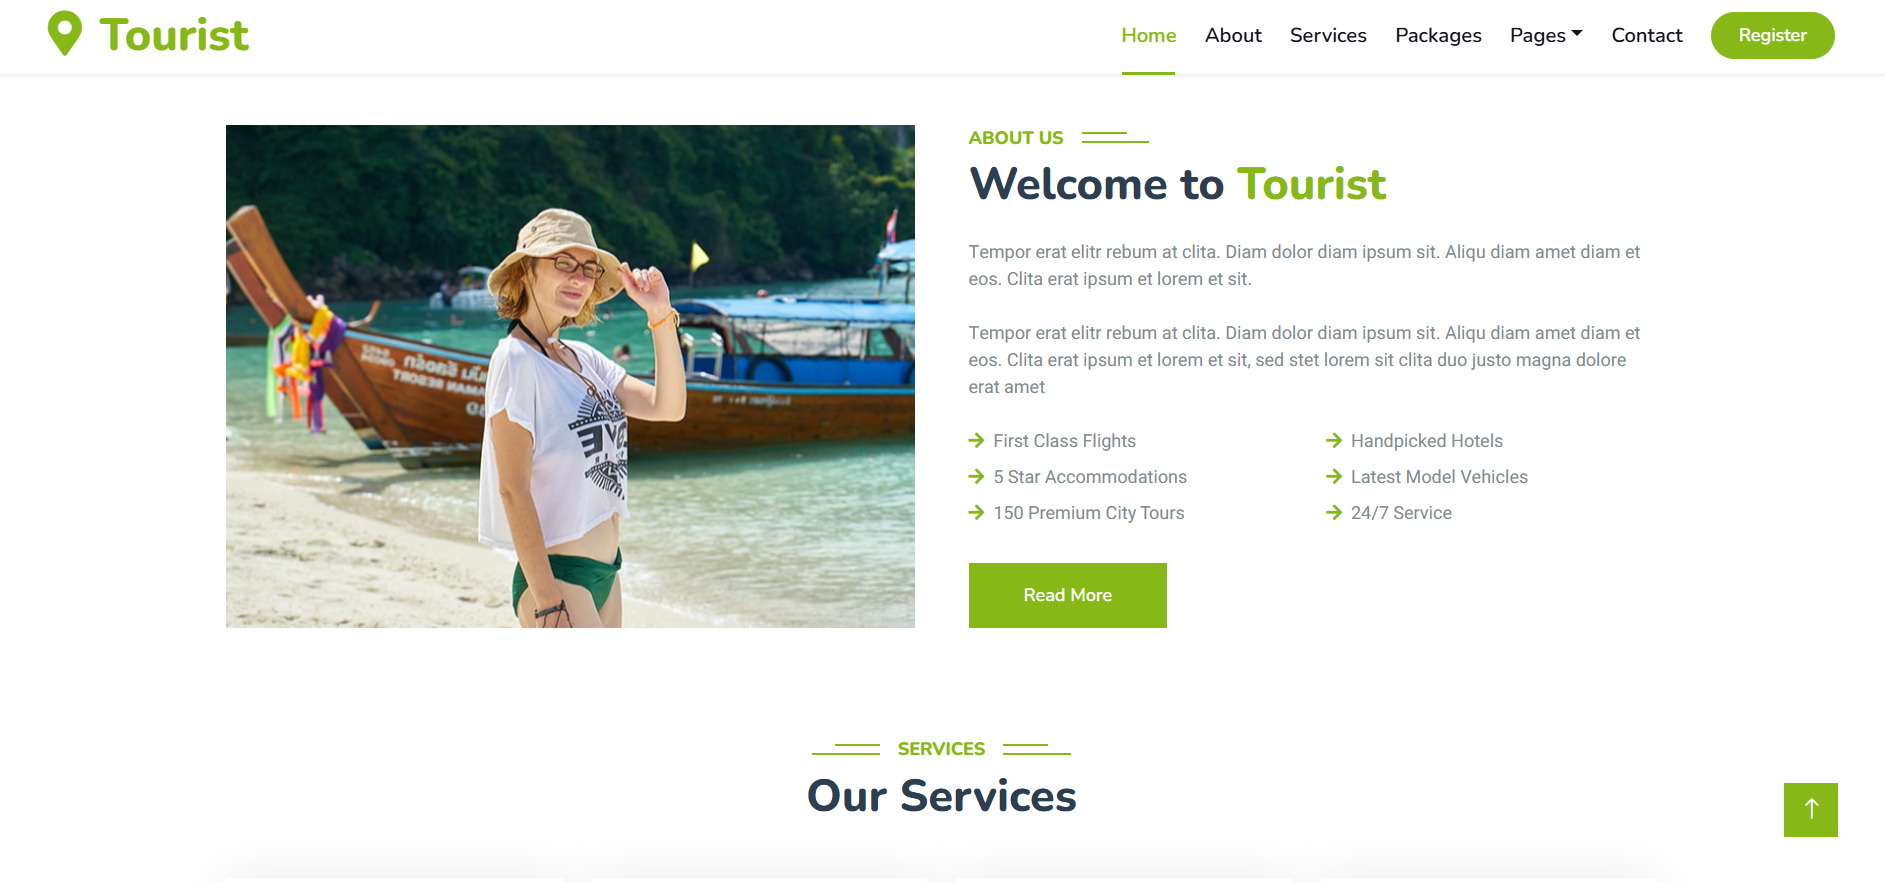 Tourist
Home About Services Packages Pages Contact Register
ABOUT US
Welcome to Tourist
Tempor erat elitr rebum at clita. Diam dolor diam ipsum sit. Aliqu diam amet diam et
eos. Clita erat ipsum et lorem et sit.
Tempor erat elitr rebum at clita. Diam dolor diam ipsum sit. Aliqu diam amet diam et
eos. Clita erat ipsum et lorem et sit, sed stet lorem sit clita duo justo magna dolore
erat amet
First Class Flights
Handpicked Hotels
5 Star Accommodations
Latest Model Vehicles
150 Premium City Tours
24/7 Service
Read More
SERVICES
Our Services